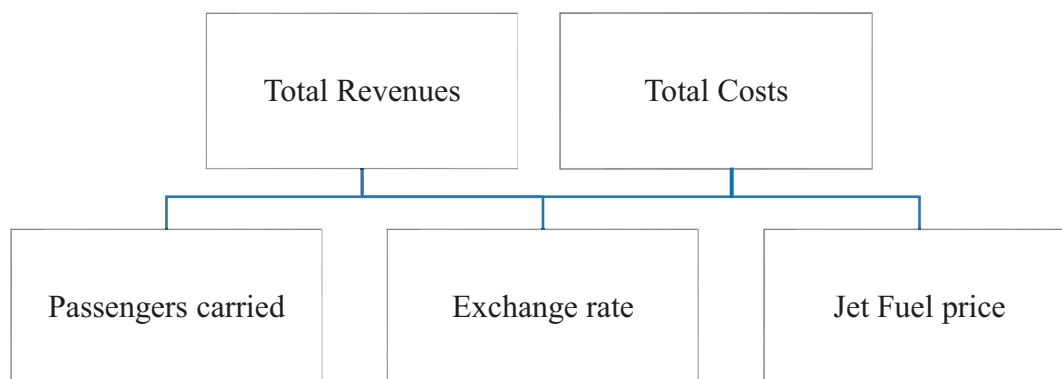 Total Revenues
Total Costs
Passengers carried
Exchange rate
Jet Fuel price